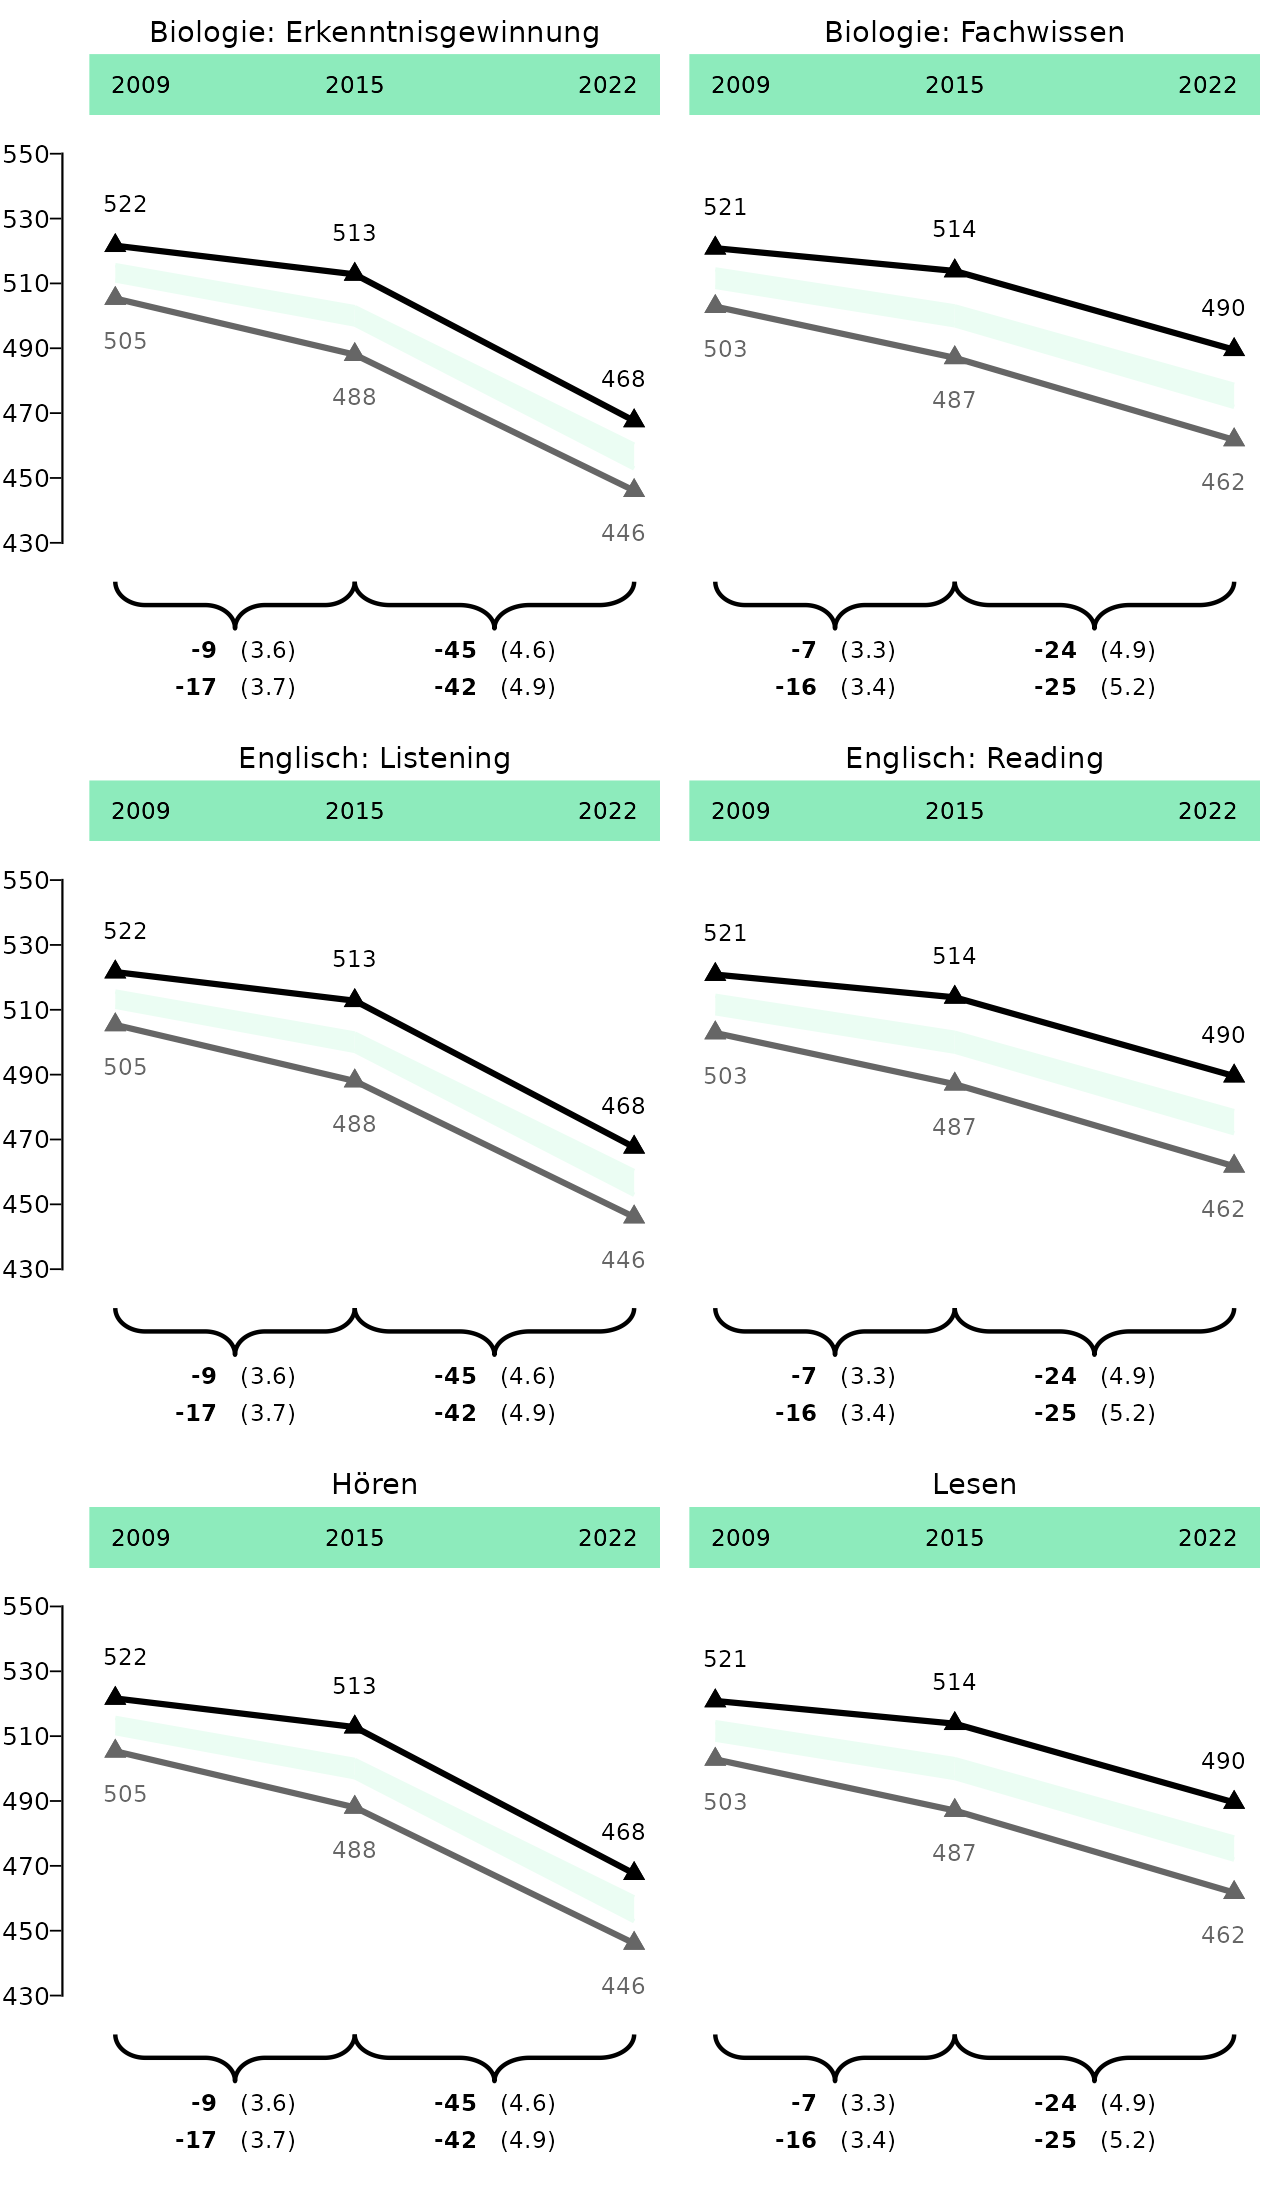 Biologie: Erkenntnisgewinnung Biologie: Fachwissen
2009 2015 2022 2009 2015 2022
550
522 521
530 513 514
510 490
505 503
490 468
488 487
470
462
450 446
430
-9 (3.6) -45 (4.6) -7 (3.3) -24 (4.9)
-17 (3.7) -42 (4.9) -16 (3.4) -25 (5.2)
Englisch: Listening Englisch: Reading
2009 2015 2022 2009 2015 2022
550
522 521
530 513 514
510 490
505 503
490 468
488 487
470
462
450 446
430
-9 (3.6) -45 (4.6) -7 (3.3) -24 (4.9)
-17 (3.7) -42 (4.9) -16 (3.4) -25 (5.2)
Hören Lesen
2009 2015 2022 2009 2015 2022
550
522 521
530 513 514
510 490
505 503
490 468
488 487
470
462
450 446
430
-9 (3.6) -45 (4.6) -7 (3.3) -24 (4.9)
-17 (3.7) -42 (4.9) -16 (3.4) -25 (5.2)